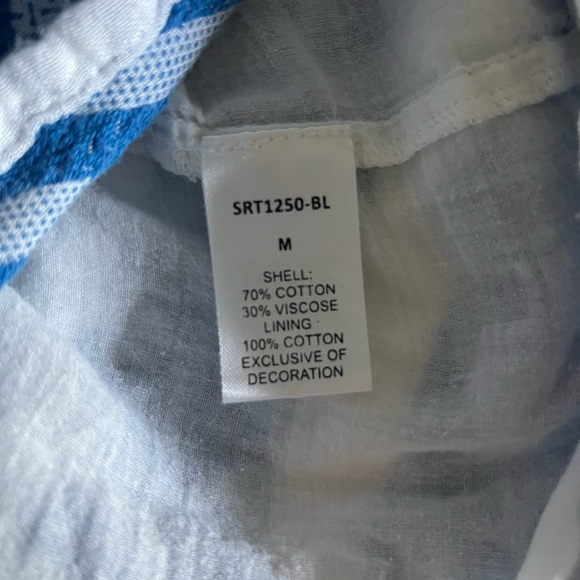 SRT1250-BL
M
SHELL:
70% COTTON
30% VISCOSE
LINING
100% COTTON
EXCLUSIVE OF
DECORATION